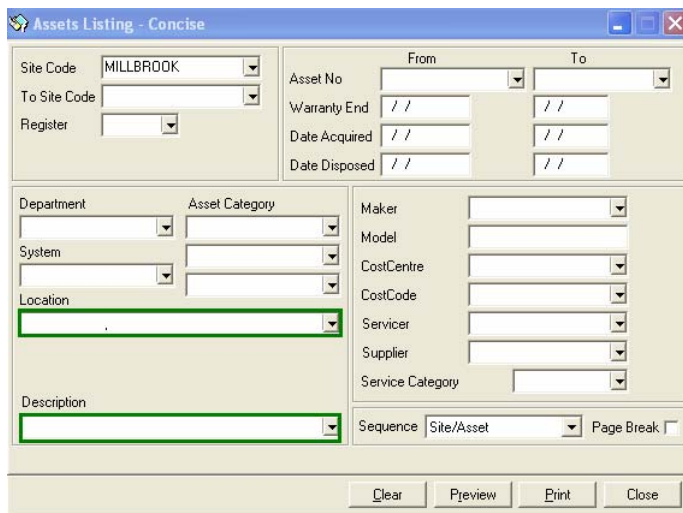 Assets Listing - Concise
Site Code MILLBROOK
To Site Code
Register
From To
Asset No
Warranty End / / / /
Date Acquired / / / /
Date Disposed / / / /
Department Asset Category
System
Location
.
Description
Maker
Model
CostCentre
CostCode
Servicer
Supplier
Service Category
Sequence Site/Asset Page Break
Clear Preview Print Close